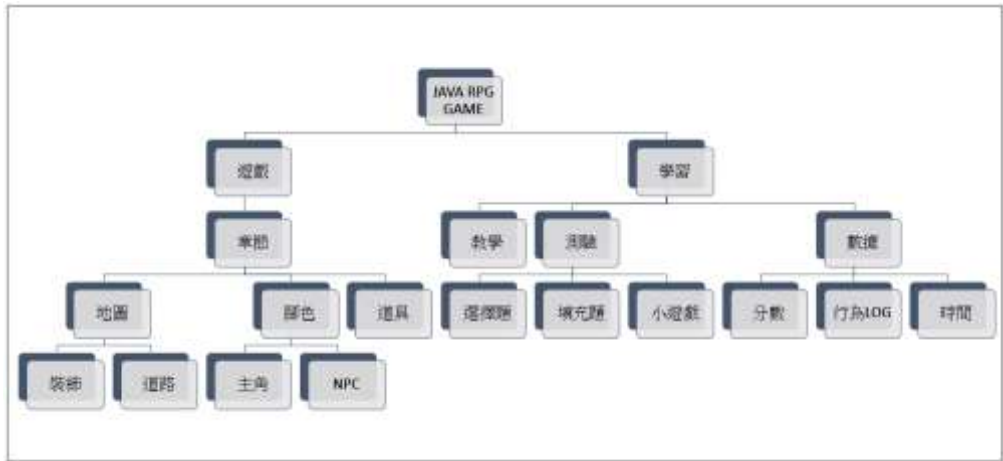 JAVA RPG
GAME
遊戲
學習
章節
教學
測驗
數據
地圖
腳色
道具
選擇題
填充題
小遊戲
分數
行為LOG
時間
裝飾
道路
主角
NPC